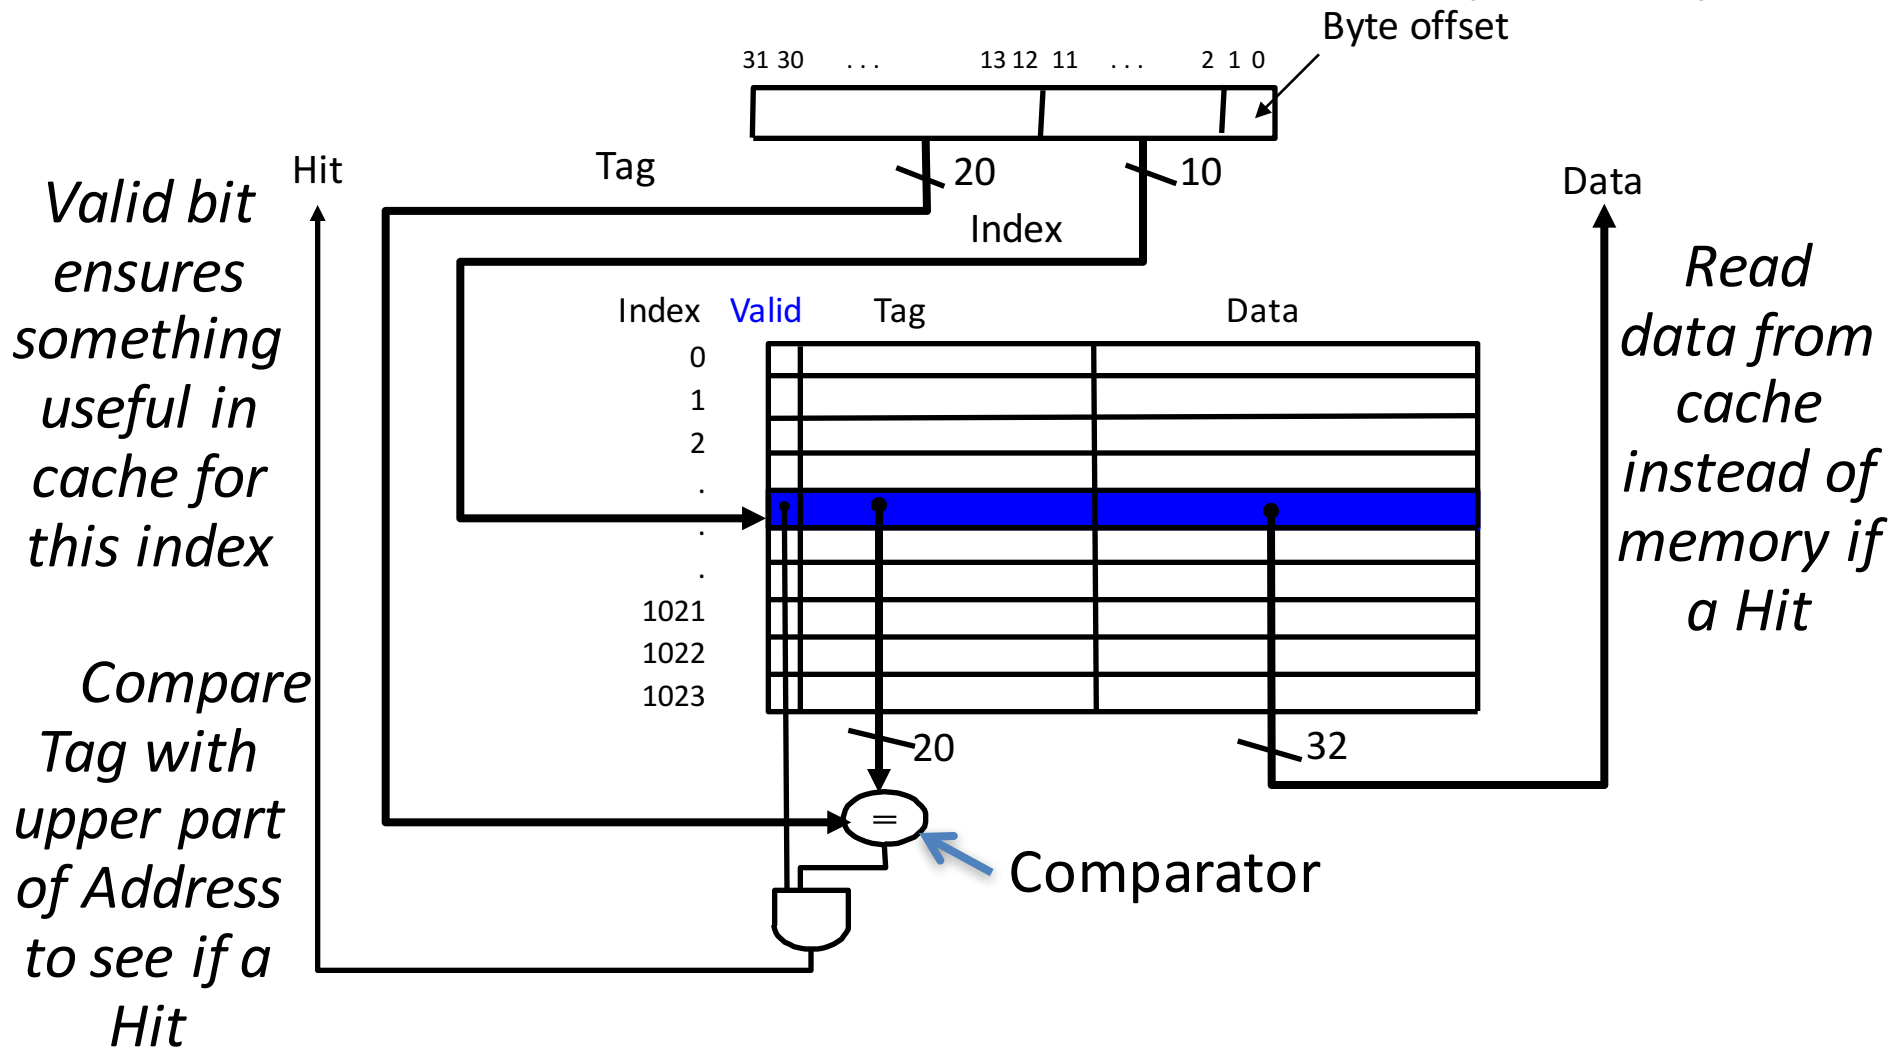 Byte offset
31 30 . . . 13 12 11 . . . 2 1 0
Hit
Tag
20
10
Data
Index
Valid bit
ensures
something
useful in
cache for
this index
Read
data from
cache
instead of
memory if
a Hit
Index Valid Tag Data
0
1
2
.
.
.
1021
1022
1023
Compare
Tag with
upper part
of Address
to see if a
Hit
20
32
=
Comparator